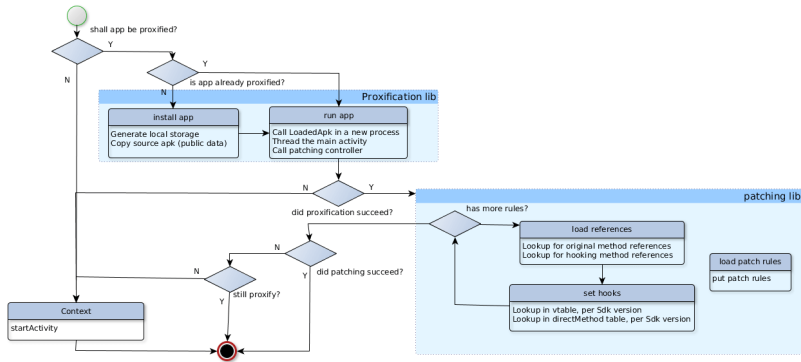 shall app be proxified?
Y
N
Y
is app already proxified?
N
Proxification lib
install app
Generate local storage
Copy source apk (public data)
run app
Call LoadedApk in a new process
Thread the main activity
Call patching controller
N
Y
did proxification succeed?
patching lib
has more rules?
load references
Lookup for original method references
Lookup for hooking method references
load patch rules
put patch rules
set hooks
Lookup in vtable, per Sdk version
Lookup in directMethod table, per Sdk version
N
did patching succeed?
Y
N
still proxify?
Y
Context
startActivity